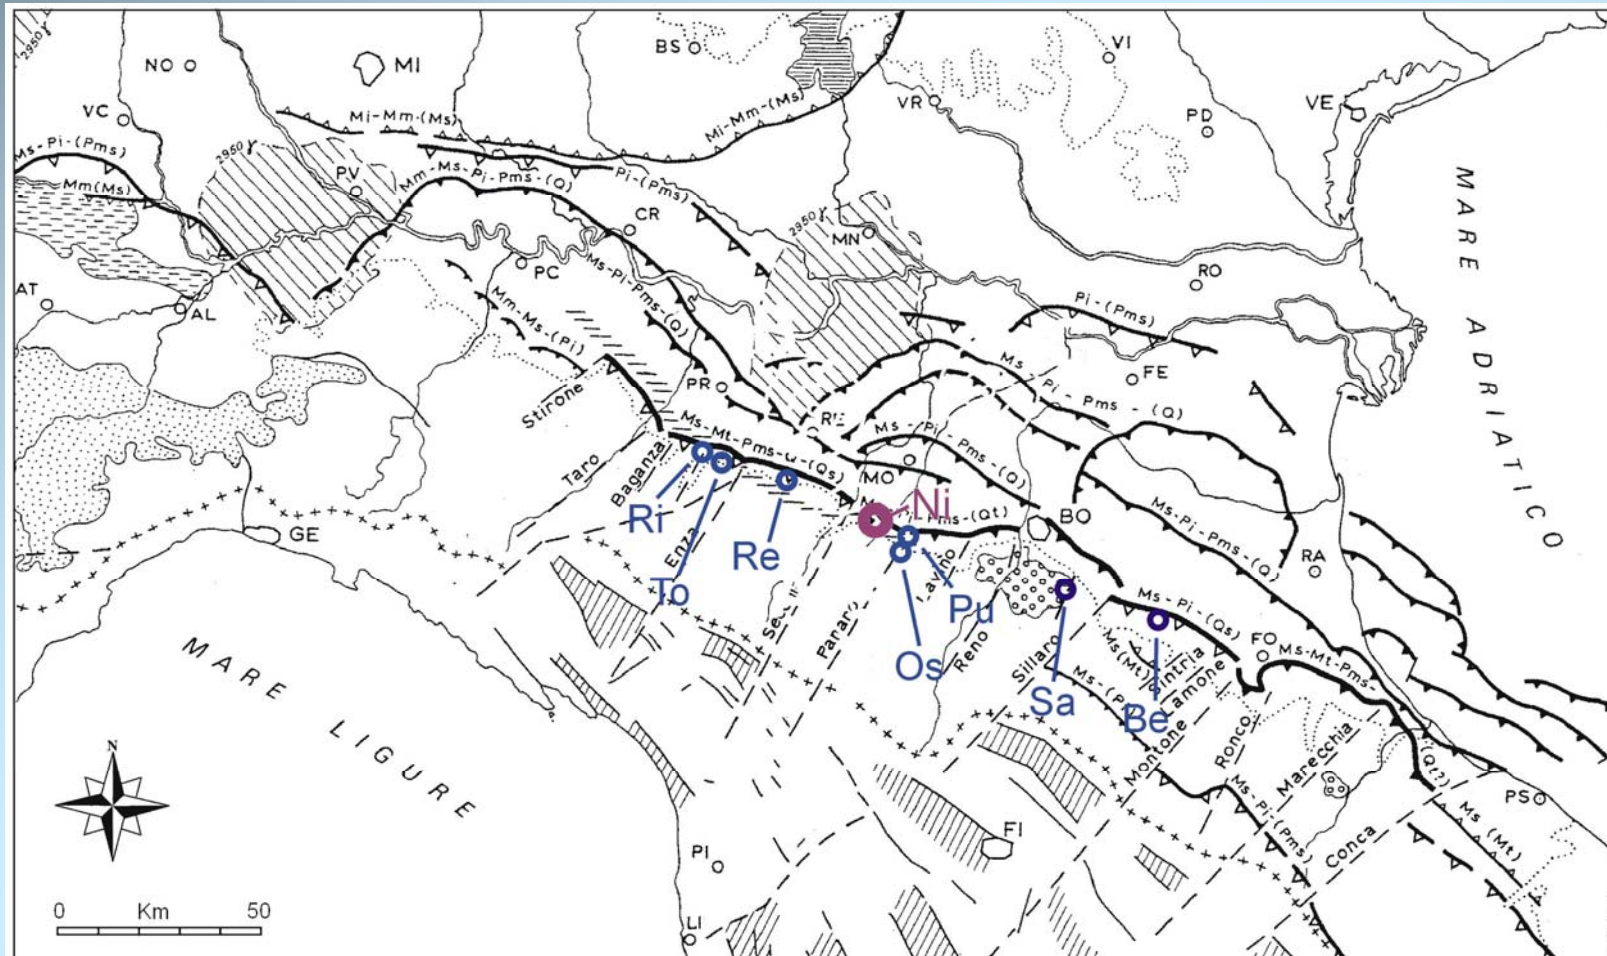 2950 γ
BS
VI
NO
MI
VC
VR
PD
VE
Mi-Mm-(Ms)
Mi-Mm-(Ms)
Ms-Pi-(Pms)
2950 γ
PV
Mm(Ms)
Mm-Ms-Pi-Pms-(Q)
Pi-(Pms)
CR
2950 γ
MN
MARE ADRIATICO
PC
Ms-Pi-Pms-(Q)
RO
AT
AL
Mm-Ms-(Pi)
Pi-(Pms)
Ms-Pi-Pms-(Q)
FE
Stirone
PR
Ms-Mt-Pms-Q-(Qs)
Ms-Pi-Pms-(Q)
Taro
Baganza
MO
Ri
Ni
Ms-Pi-Pms-(Q)
BO
GE
Enza
Re
RA
To
Lavino
Pu
Ms-Pi-(Qs)
Panaro
Os
Reno
Sillaro
Ms(Mt)
Sintria
FO
Ms-Mt-Pms-
Lamone
Sa
Be
MARE LIGURE
Montone
Ronco
Marecchia
(Qt?)
N
Ms-Pi-(Pms)
PS
Ms (Mt)
FI
Conca
PI
0 Km 50
LI